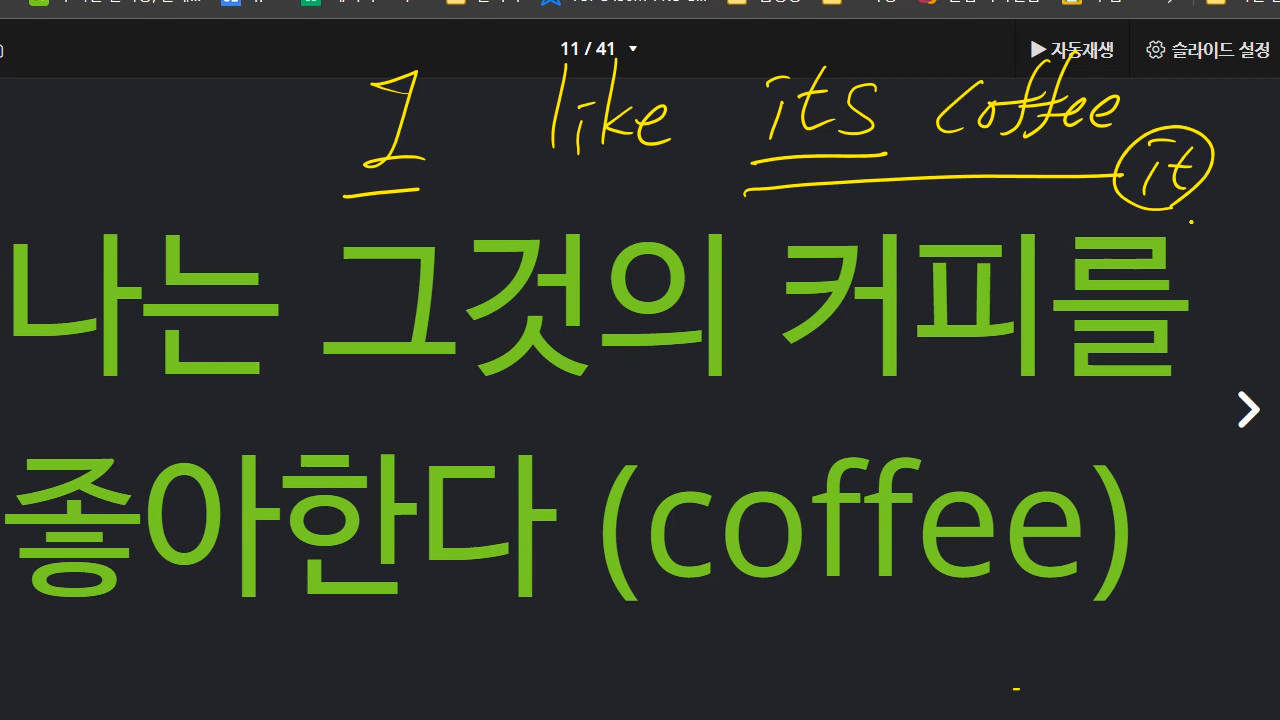 11 / 41
▶ 자동재생
슬라이드 설정
I like its coffee
it
나는 그것의 커피를
좋아한다 (coffee)